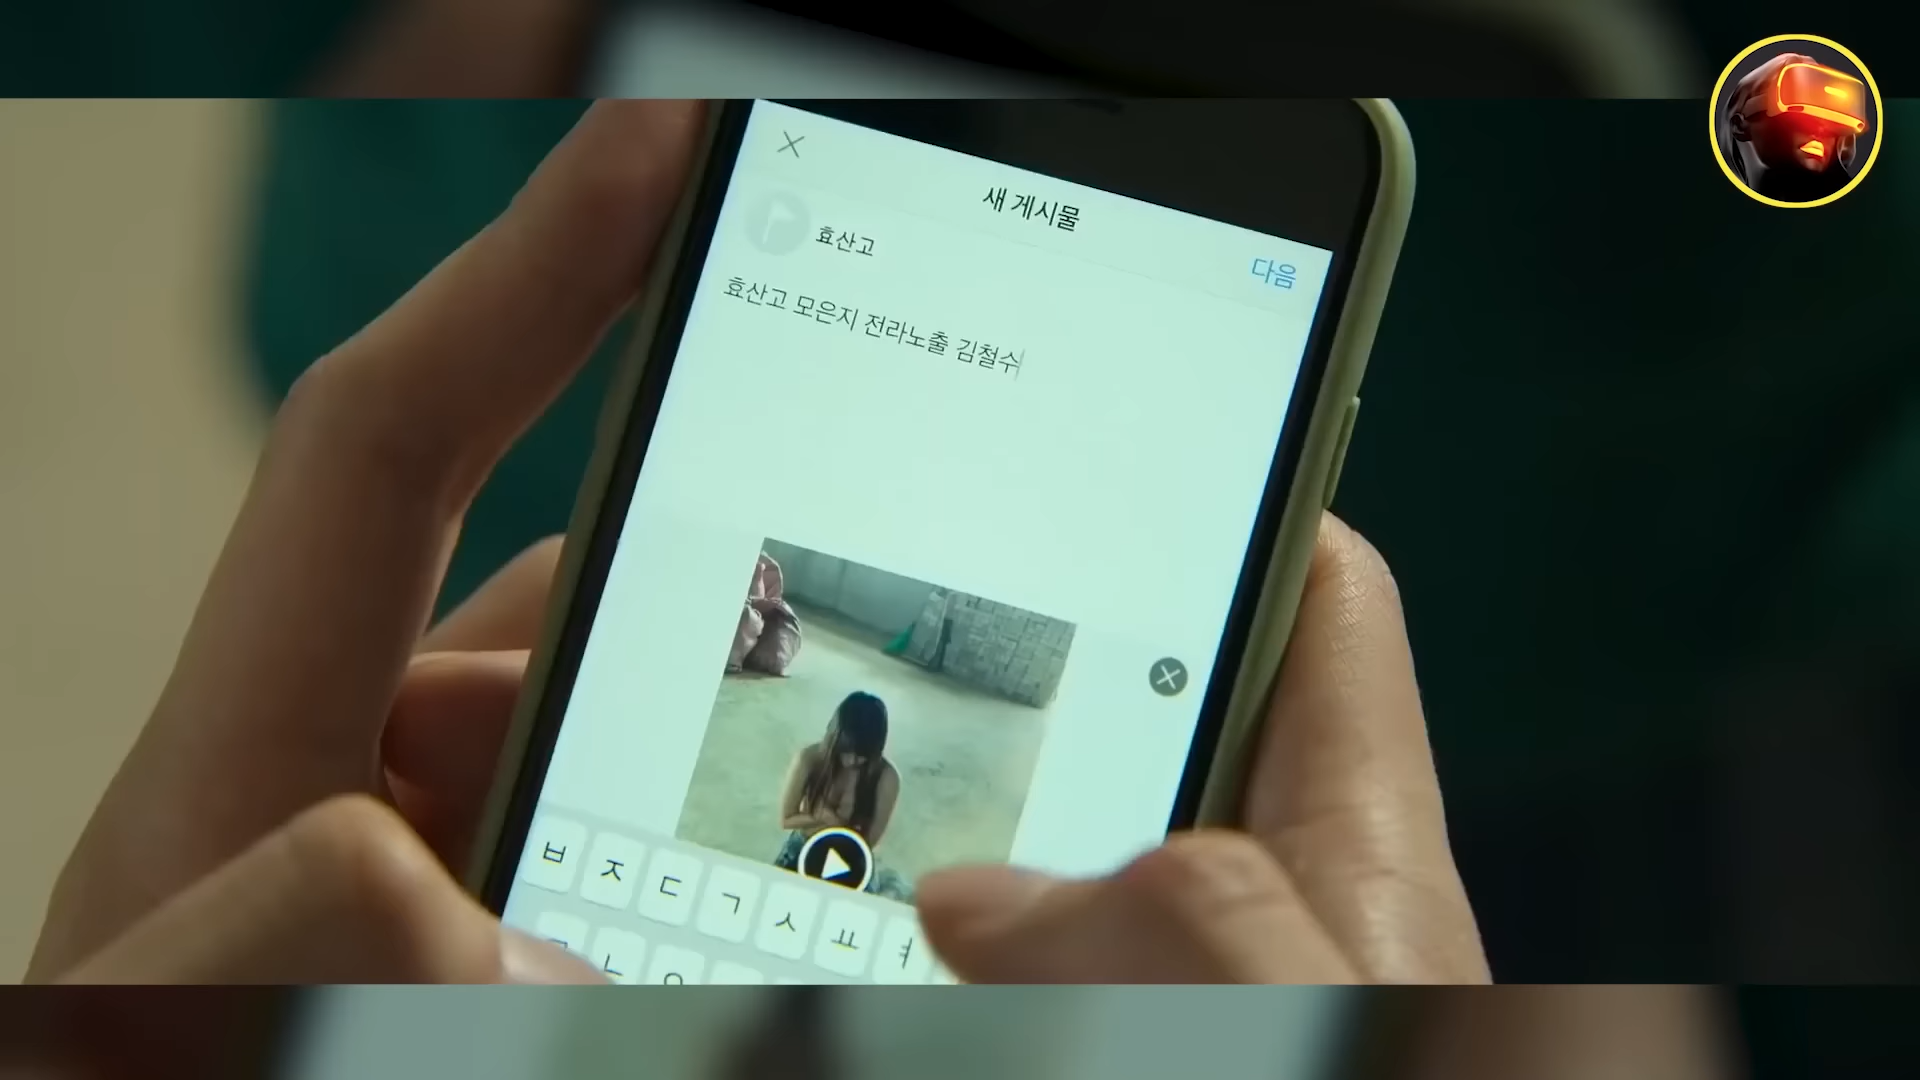 새 게시물
효산고
다음
효산고 모은지 전라노출 김철수
ㅂ ㅈ ㄷ ㄱ ㅅ ㅛ ㅕ
ㄴ ㅇ